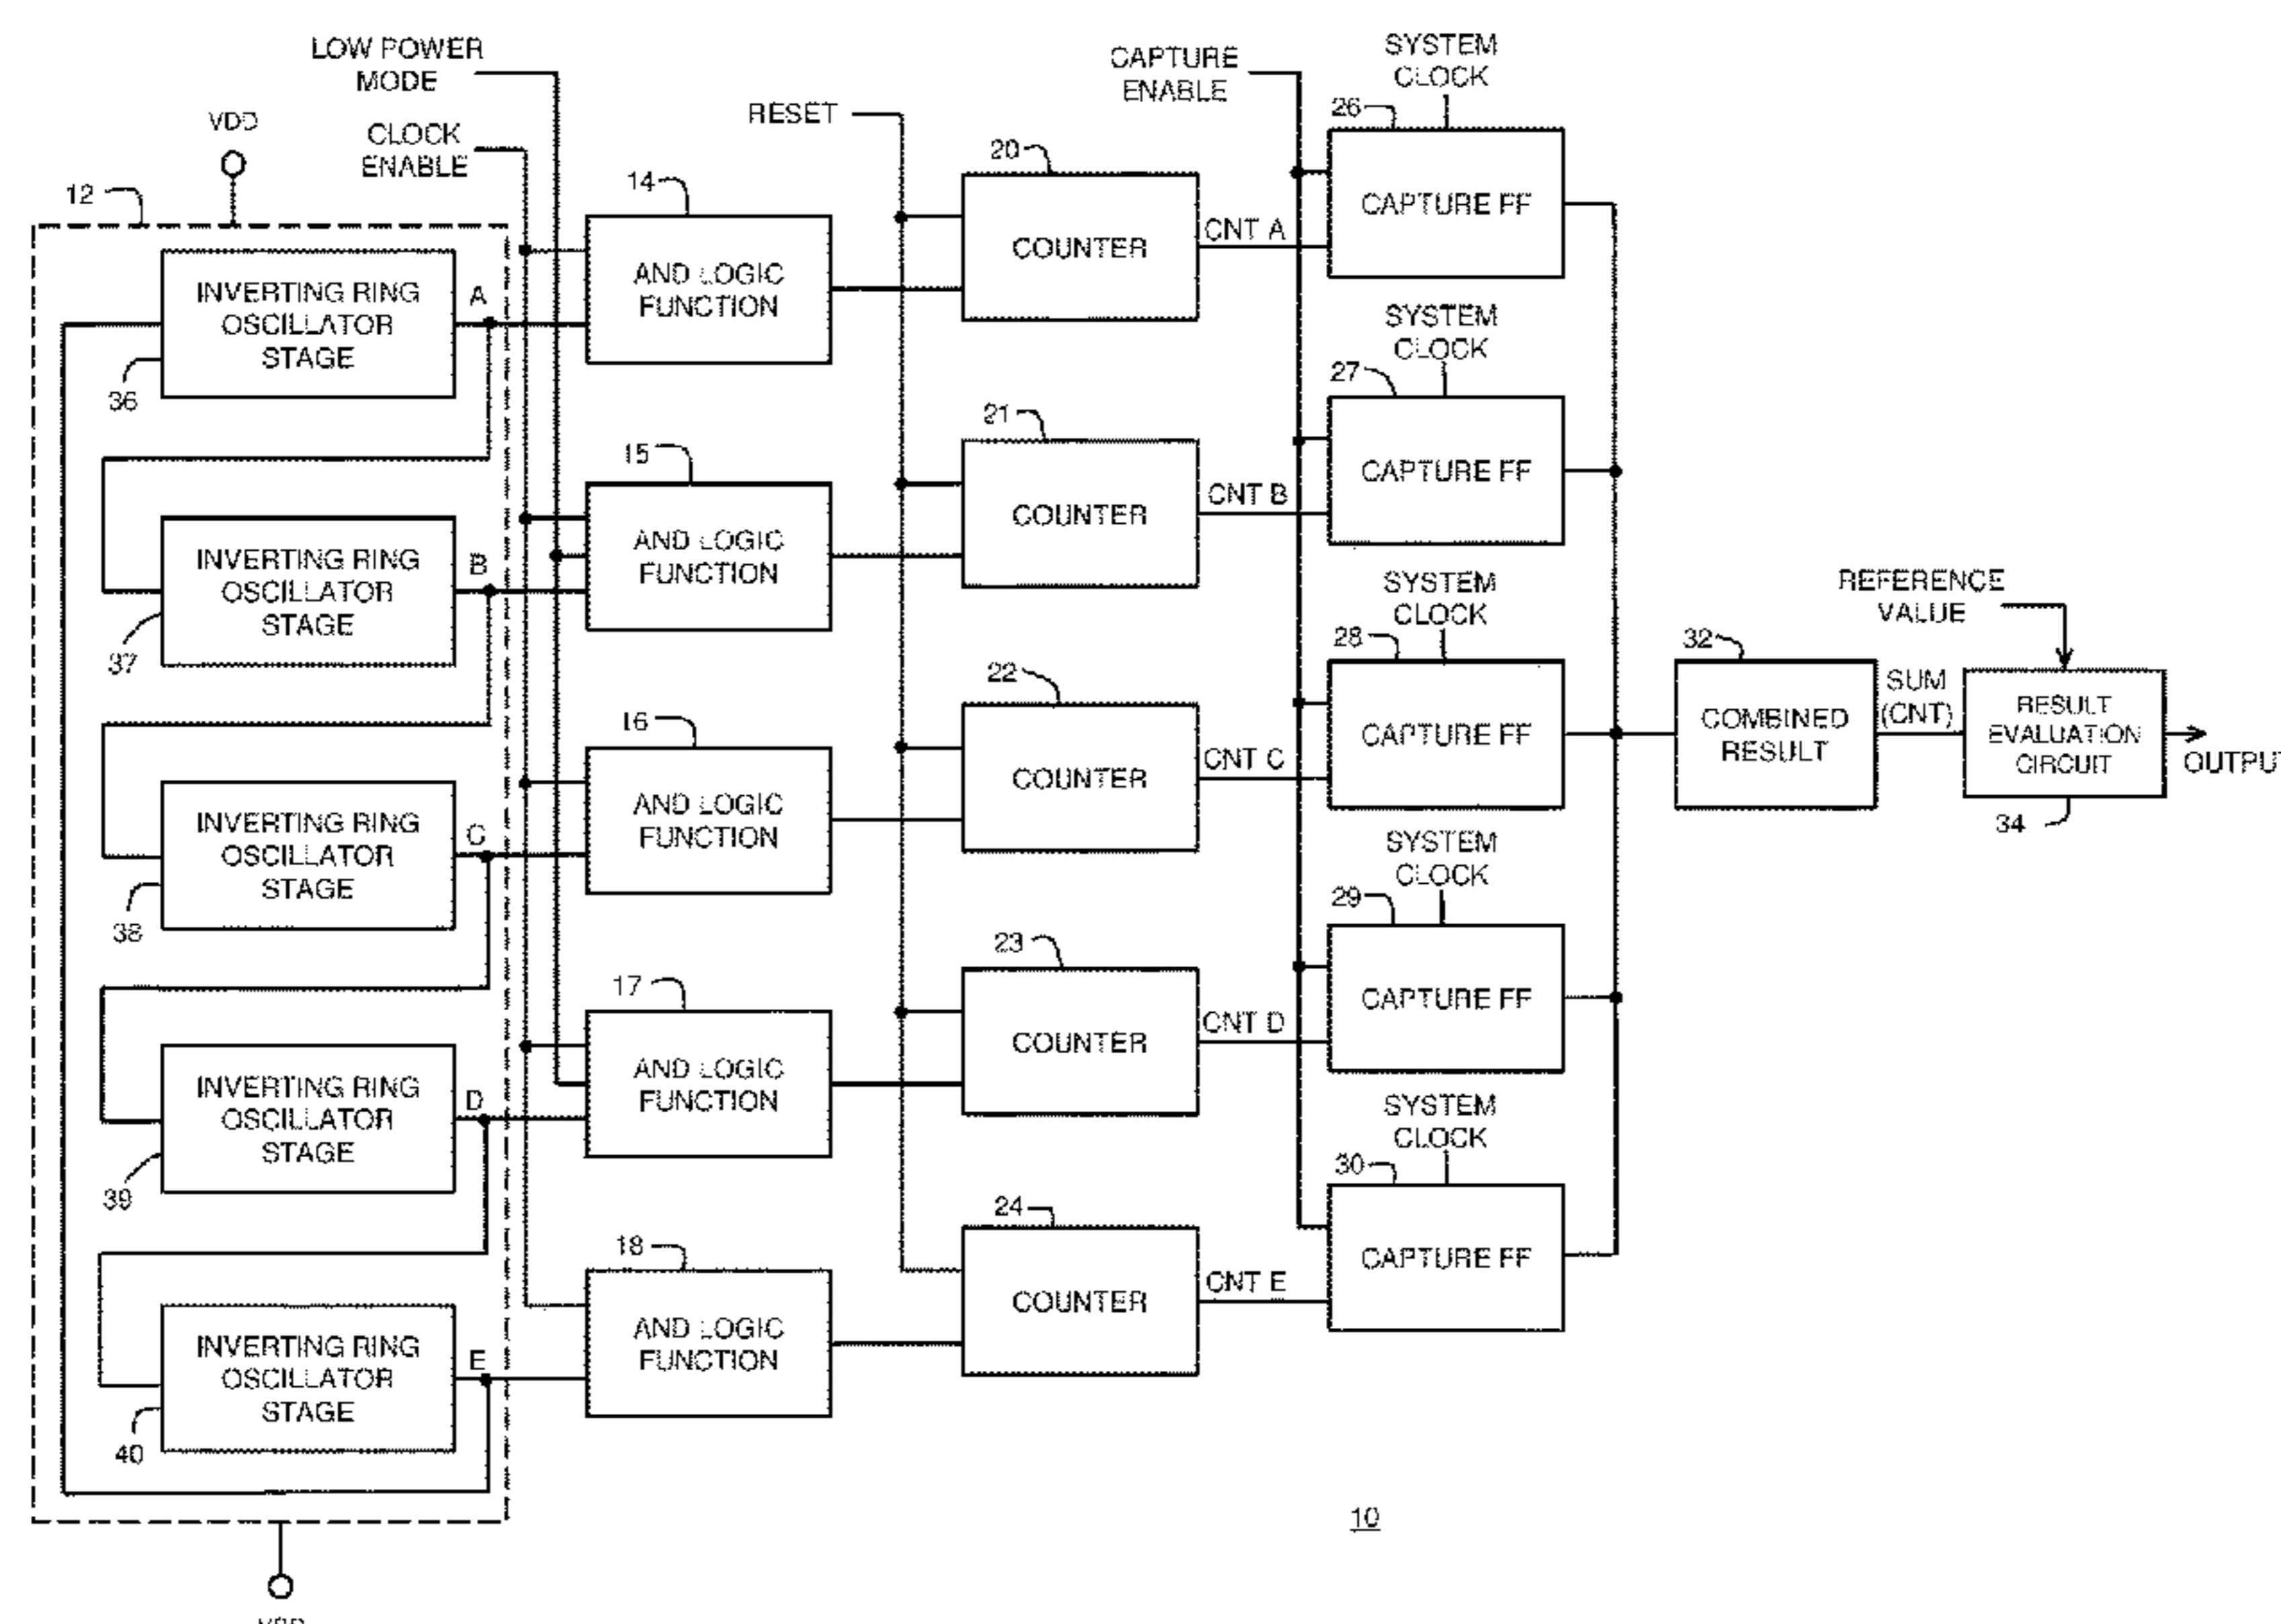 LOW POWER
MODE
CLOCK
ENABLE
VDD
12
RESET
CAPTURE
ENABLE
SYSTEM
CLOCK
26
14
20
INVERTING RING
OSCILLATOR
STAGE
A
36
AND LOGIC
FUNCTION
COUNTER
CNT A
CAPTURE FF
SYSTEM
CLOCK
27
15
21
INVERTING RING
OSCILLATOR
STAGE
B
37
AND LOGIC
FUNCTION
COUNTER
CNT B
CAPTURE FF
SYSTEM
CLOCK
28
16
22
INVERTING RING
OSCILLATOR
STAGE
C
38
AND LOGIC
FUNCTION
COUNTER
CNT C
CAPTURE FF
32
COMBINED
RESULT
SUM
(CNT)
REFERENCE
VALUE
RESULT
EVALUATION
CIRCUIT
34
OUTPUT
SYSTEM
CLOCK
29
17
23
INVERTING RING
OSCILLATOR
STAGE
D
39
AND LOGIC
FUNCTION
COUNTER
CNT D
CAPTURE FF
SYSTEM
CLOCK
30
18
24
INVERTING RING
OSCILLATOR
STAGE
E
40
AND LOGIC
FUNCTION
COUNTER
CNT E
CAPTURE FF
10